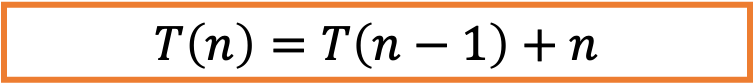 T(n) = T(n − 1) + n